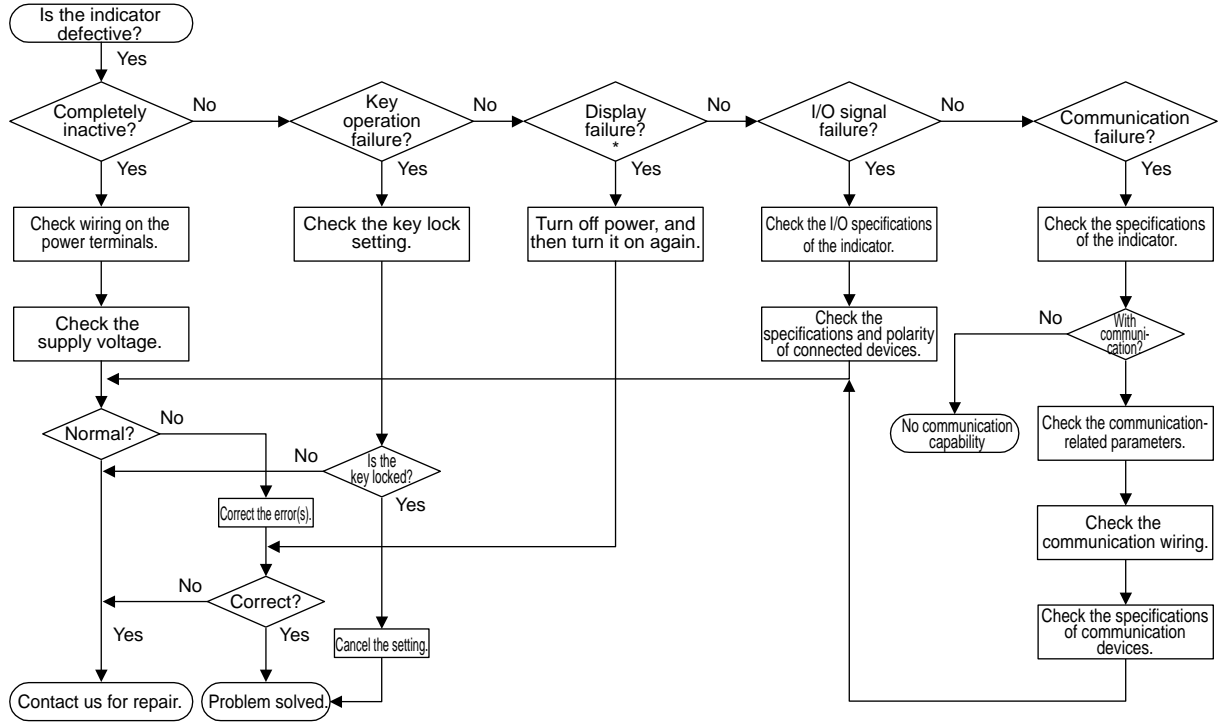 Is the indicator
defective?
Yes
Completely
inactive?
No
Key
operation
failure?
No
Display
failure?
*
No
I/O signal
failure?
No
Communication
failure?
Yes
Yes
Yes
Yes
Yes
Check wiring on the
power terminals.
Check the key lock
setting.
Turn off power, and
then turn it on again.
Check the I/O specifications
of the indicator.
Check the specifications
of the indicator.
Check the
supply voltage.
Check the
specifications and polarity
of connected devices.
No
With
communi-
cation?
Normal?
No
No communication
capability
Check the communication-
related parameters.
No
Is the
key locked?
Yes
Correct the error(s).
Check the
communication wiring.
No
Correct?
Yes
Yes
Cancel the setting.
Check the specifications
of communication
devices.
Contact us for repair.
Problem solved.